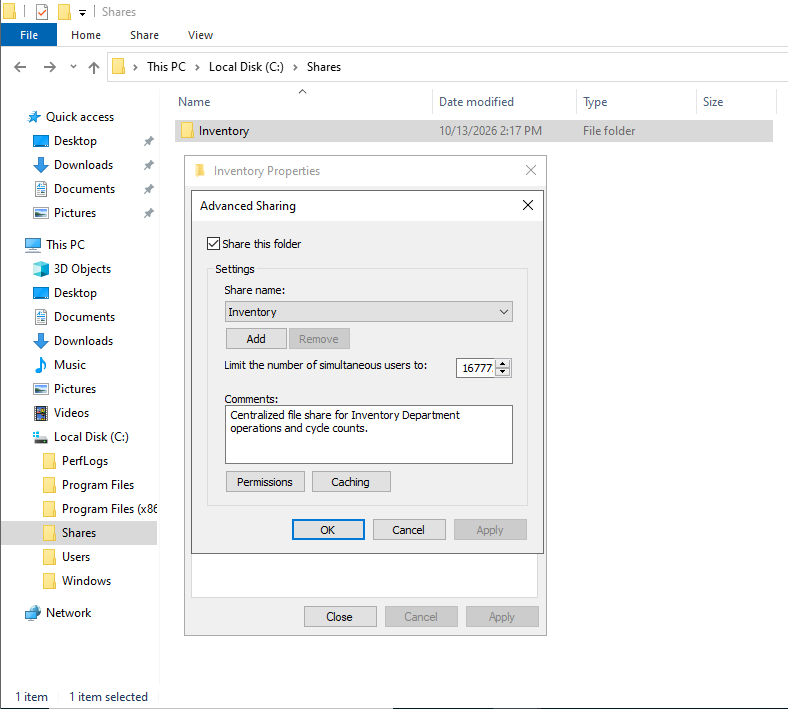 Shares
File
Home
Share
View
This PC
Local Disk (C:)
Shares
Name
Date modified
Type
Size
Inventory
10/13/2026 2:17 PM
File folder
Quick access
Desktop
Downloads
Documents
Pictures
This PC
3D Objects
Desktop
Documents
Downloads
Music
Pictures
Videos
Local Disk (C:)
PerfLogs
Program Files
Program Files (x86
Shares
Users
Windows
Network
Inventory Properties
Advanced Sharing
Share this folder
Settings
Share name:
Inventory
Add
Remove
Limit the number of simultaneous users to:
16777
Comments:
Centralized file share for Inventory Department
operations and cycle counts.
Permissions
Caching
OK
Cancel
Apply
Close
Cancel
Apply
1 item
1 item selected